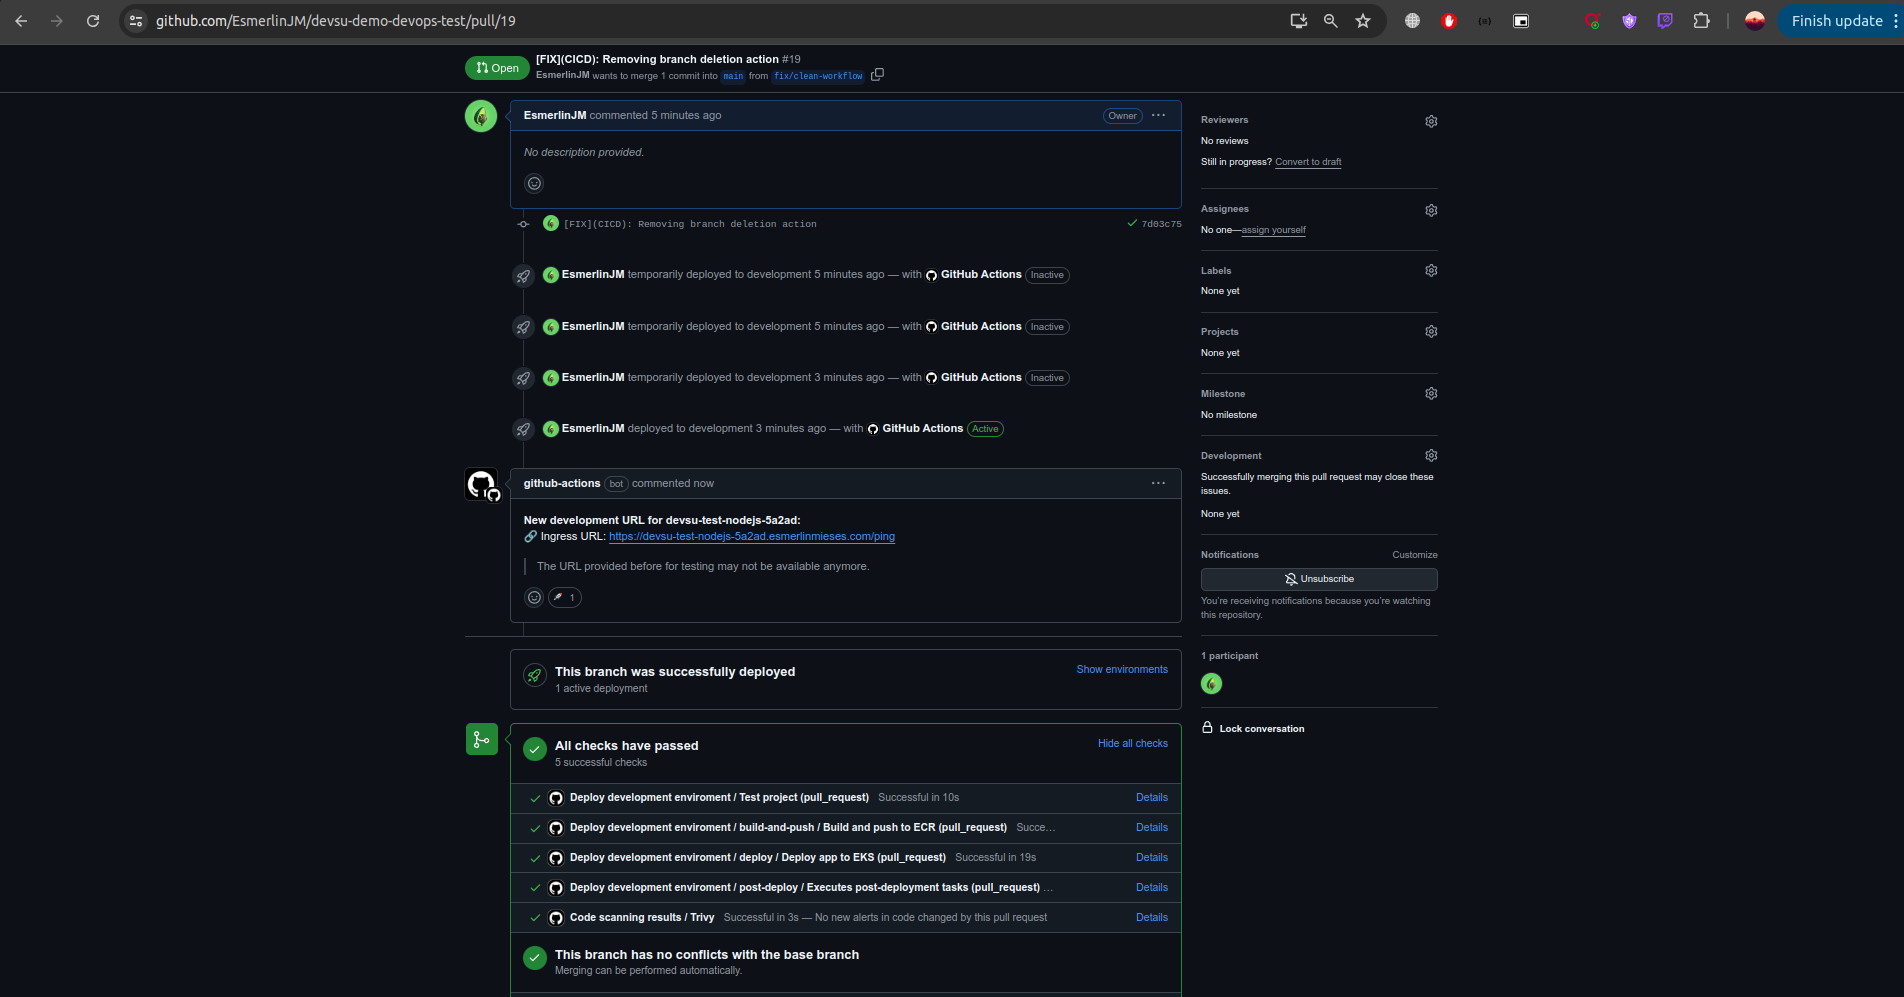 github.com/EsmerlinJM/devsu-demo-devops-test/pull/19
Finish update
Open
[FIX](CICD): Removing branch deletion action #19
EsmerlinJM wants to merge 1 commit into main from fix/clean-workflow
EsmerlinJM commented 5 minutes ago
Owner
No description provided.
[FIX](CICD): Removing branch deletion action
7d03c75
EsmerlinJM temporarily deployed to development 5 minutes ago — with GitHub Actions Inactive
EsmerlinJM temporarily deployed to development 5 minutes ago — with GitHub Actions Inactive
EsmerlinJM temporarily deployed to development 3 minutes ago — with GitHub Actions Inactive
EsmerlinJM deployed to development 3 minutes ago — with GitHub Actions Active
github-actions bot commented now
New development URL for devsu-test-nodejs-5a2ad:
🔗 Ingress URL: https://devsu-test-nodejs-5a2ad.esmerlinmieses.com/ping
The URL provided before for testing may not be available anymore.
1
This branch was successfully deployed
Show environments
1 active deployment
All checks have passed
Hide all checks
5 successful checks
Deploy development enviroment / Test project (pull_request) Successful in 10s Details
Deploy development enviroment / build-and-push / Build and push to ECR (pull_request) Succe… Details
Deploy development enviroment / deploy / Deploy app to EKS (pull_request) Successful in 19s Details
Deploy development enviroment / post-deploy / Executes post-deployment tasks (pull_request) … Details
Code scanning results / Trivy Successful in 3s — No new alerts in code changed by this pull request Details
This branch has no conflicts with the base branch
Merging can be performed automatically.
Reviewers
No reviews
Still in progress? Convert to draft
Assignees
No one—assign yourself
Labels
None yet
Projects
None yet
Milestone
No milestone
Development
Successfully merging this pull request may close these
issues.
None yet
Notifications
Customize
Unsubscribe
You're receiving notifications because you're watching
this repository.
1 participant
Lock conversation